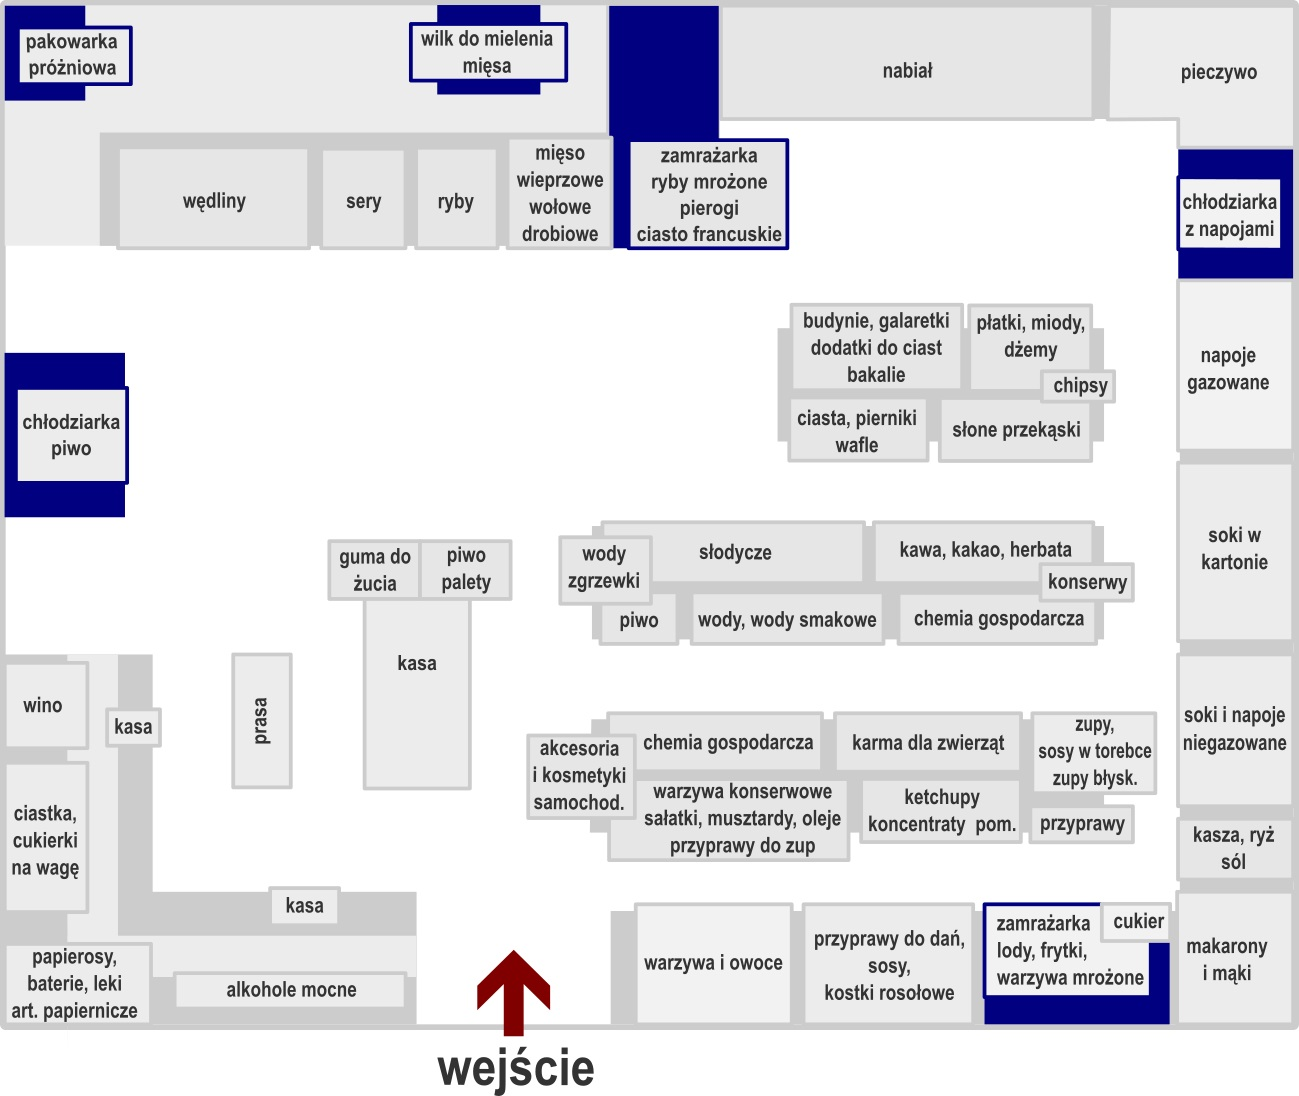 pakowarka
próżniowa
wilk do mielenia
mięsa
nabiał
pieczywo
wędliny
sery
ryby
mięso
wieprzowe
wołowe
drobiowe
zamrażarka
ryby mrożone
pierogi
ciasto francuskie
chłodziarka
z napojami
budynie, galaretki
dodatki do ciast
bakalie
płatki, miody,
dżemy
chipsy
ciasta, pierniki
wafle
słone przekąski
napoje
gazowane
chłodziarka
piwo
guma do
żucia
piwo
palety
kasa
wody
zgrzewki
słodycze
kawa, kakao, herbata
konserwy
piwo
wody, wody smakowe
chemia gospodarcza
soki w
kartonie
wino
kasa
prasa
akcesoria
i kosmetyki
samochod.
chemia gospodarcza
karma dla zwierząt
zupy,
sosy w torebce
zupy błysk.
warzywa konserwowe
sałatki, musztardy, oleje
przyprawy do zup
ketchupy
koncentraty pom.
przyprawy
soki i napoje
niegazowane
kasza, ryż
sól
ciastka,
cukierki
na wagę
kasa
papierosy,
baterie, leki
art. papiernicze
alkohole mocne
warzywa i owoce
przyprawy do dań,
sosy,
kostki rosołowe
zamrażarka
lody, frytki,
warzywa mrożone
cukier
makarony
i mąki
wejście